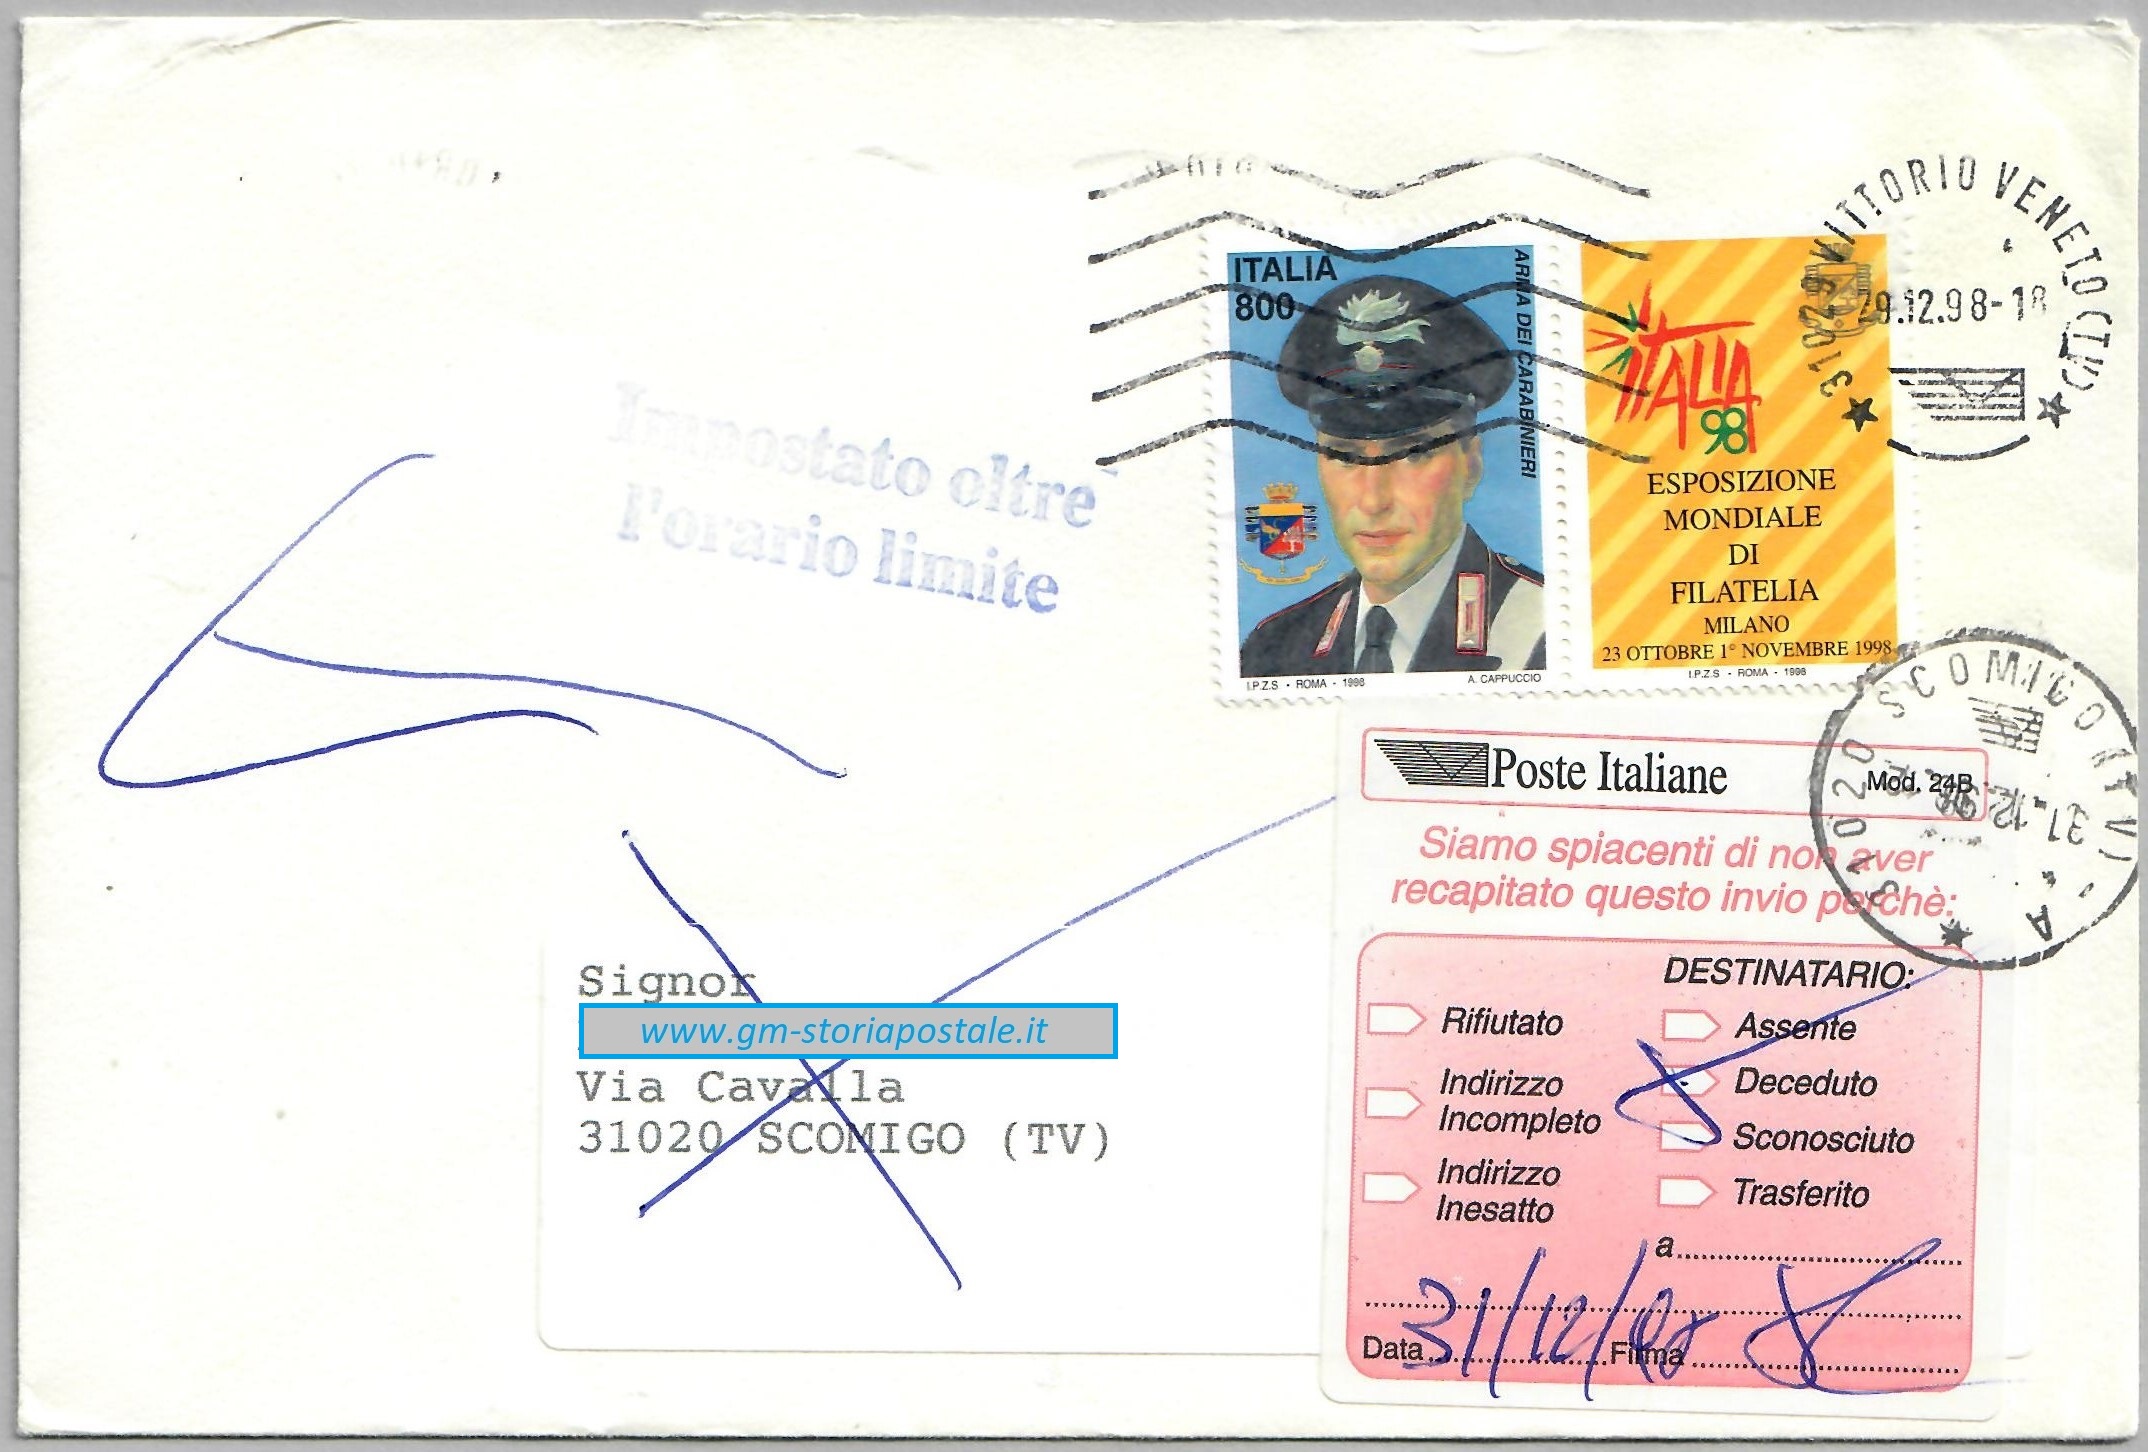 31029 VITTORIO VENETO (TV)
29.12.98-18
ITALIA
800
ARMA DEI CARABINIERI
I.P.Z.S. - ROMA - 1998
A. CAPPUCCIO
ITALIA
98
ESPOSIZIONE
MONDIALE
DI
FILATELIA
MILANO
23 OTTOBRE 1° NOVEMBRE 1998
I.P.Z.S - ROMA - 1998
Impostato oltre
l'orario limite
31020 SCOMIGO (TV)
31.12.98
A
Poste Italiane
Mod. 24B
Siamo spiacenti di non aver
recapitato questo invio perchè:
DESTINATARIO:
Rifiutato
Assente
Indirizzo
Incompleto
Deceduto
Sconosciuto
Indirizzo
Inesatto
Trasferito
a
Data 31/12/98 Firma
Signor
www.gm-storiapostale.it
Via Cavalla
31020 SCOMIGO (TV)